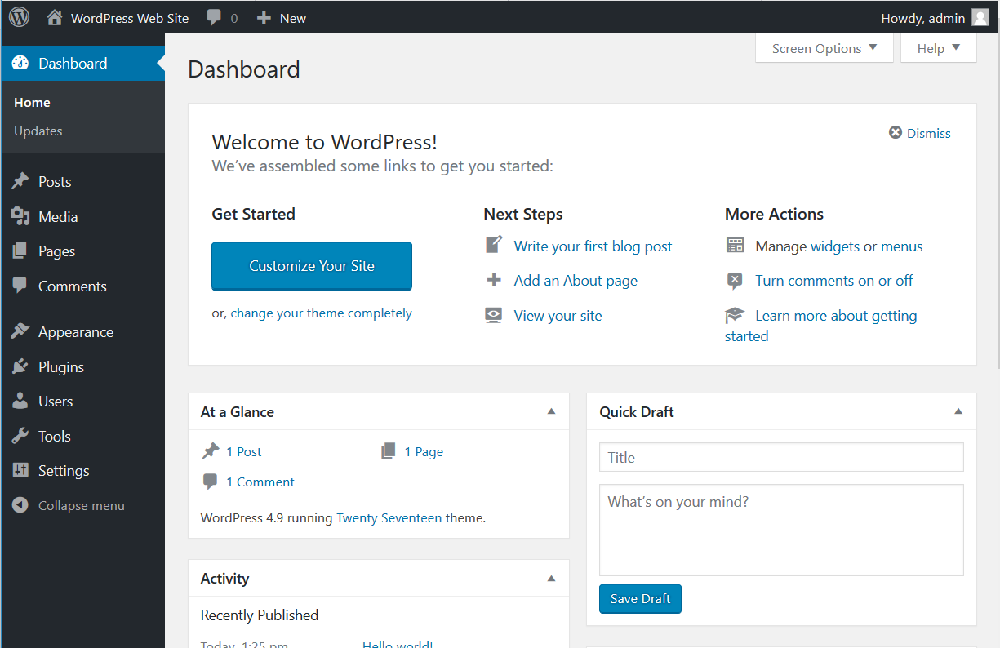 WordPress Web Site 0 New Howdy, admin
Dashboard
Home
Updates
Posts
Media
Pages
Comments
Appearance
Plugins
Users
Tools
Settings
Collapse menu
Screen Options Help
Dashboard
Welcome to WordPress!
Dismiss
We’ve assembled some links to get you started:
Get Started
Customize Your Site
or, change your theme completely
Next Steps
Write your first blog post
Add an About page
View your site
More Actions
Manage widgets or menus
Turn comments on or off
Learn more about getting
started
At a Glance
1 Post 1 Page
1 Comment
WordPress 4.9 running Twenty Seventeen theme.
Activity
Recently Published
Today, 1:25 pm Hello world!
Quick Draft
Title
What’s on your mind?
Save Draft